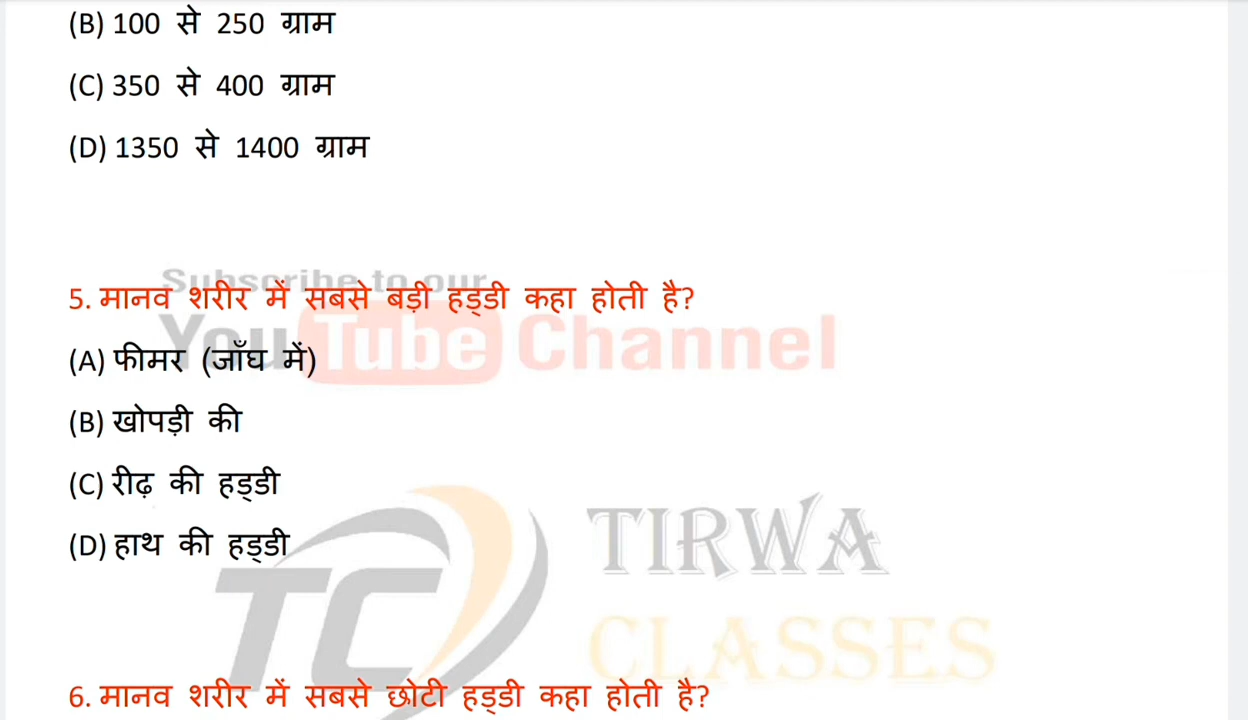 (B) 100 से 250 ग्राम
(C) 350 से 400 ग्राम
(D) 1350 से 1400 ग्राम
Subscribe to our
5. मानव शरीर में सबसे बड़ी हड्डी कहा होती है?
YouTube Channel
(A) फीमर (जाँघ में)
(B) खोपड़ी की
(C) रीढ़ की हड्डी
(D) हाथ की हड्डी
TIRWA
TC
CLASSES
6. मानव शरीर में सबसे छोटी हड्डी कहा होती है?